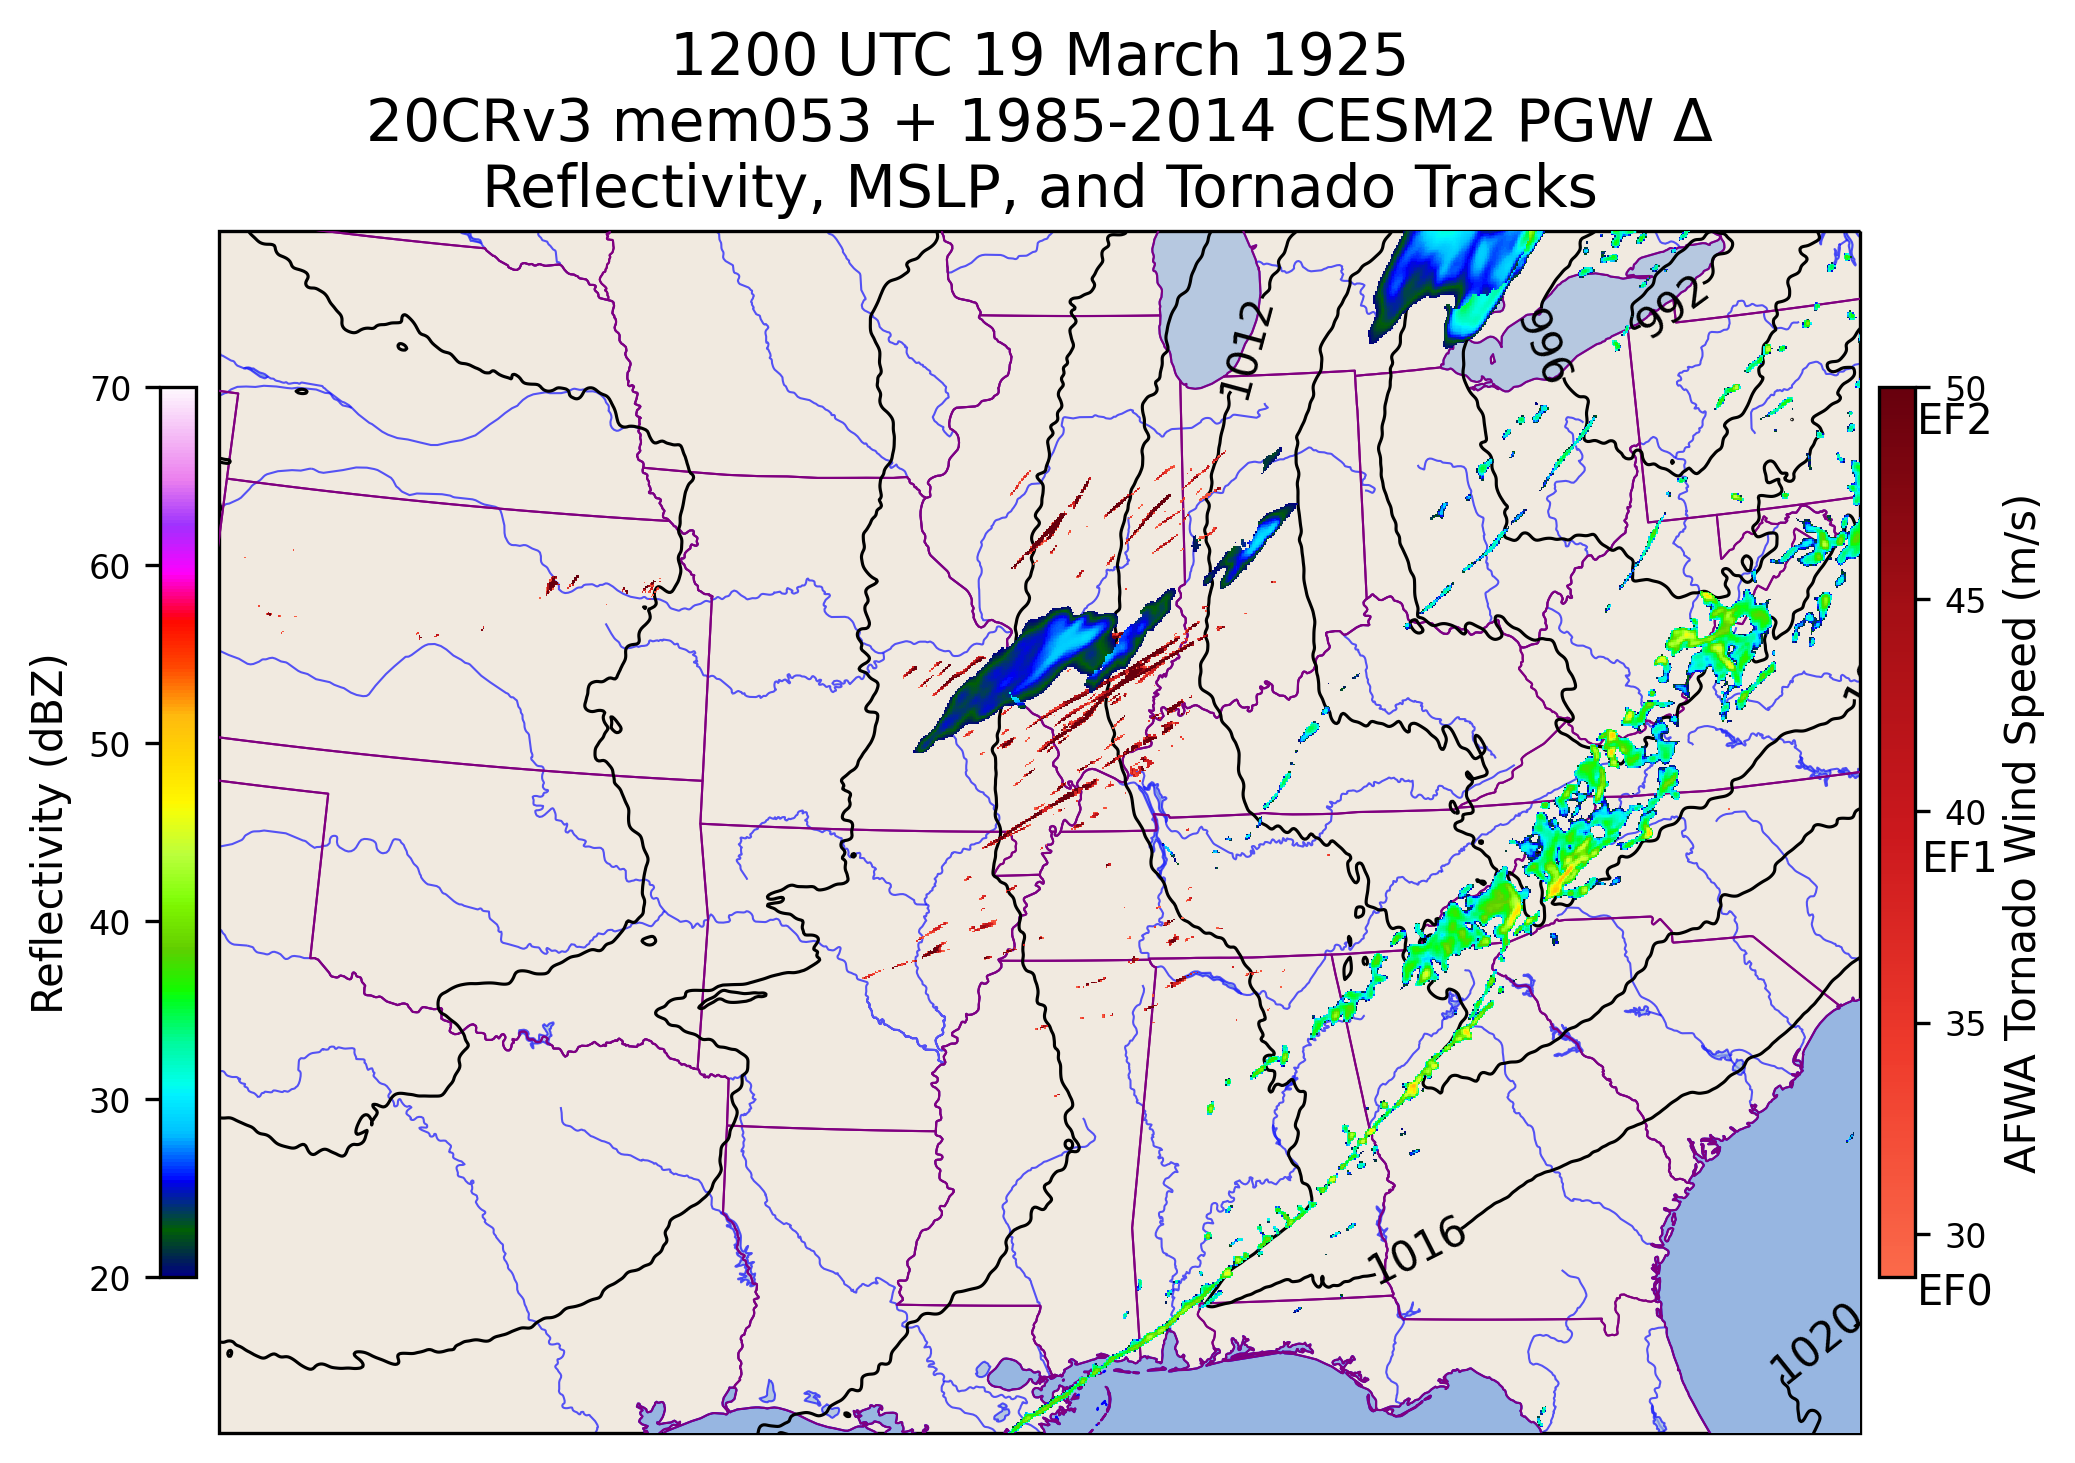 1200 UTC 19 March 1925
20CRv3 mem053 + 1985-2014 CESM2 PGW Δ
Reflectivity, MSLP, and Tornado Tracks
Reflectivity (dBZ)
70
60
50
40
30
20
1012
996
992
1016
1020
50
EF2
45
40
EF1
35
30
EF0
AFWA Tornado Wind Speed (m/s)